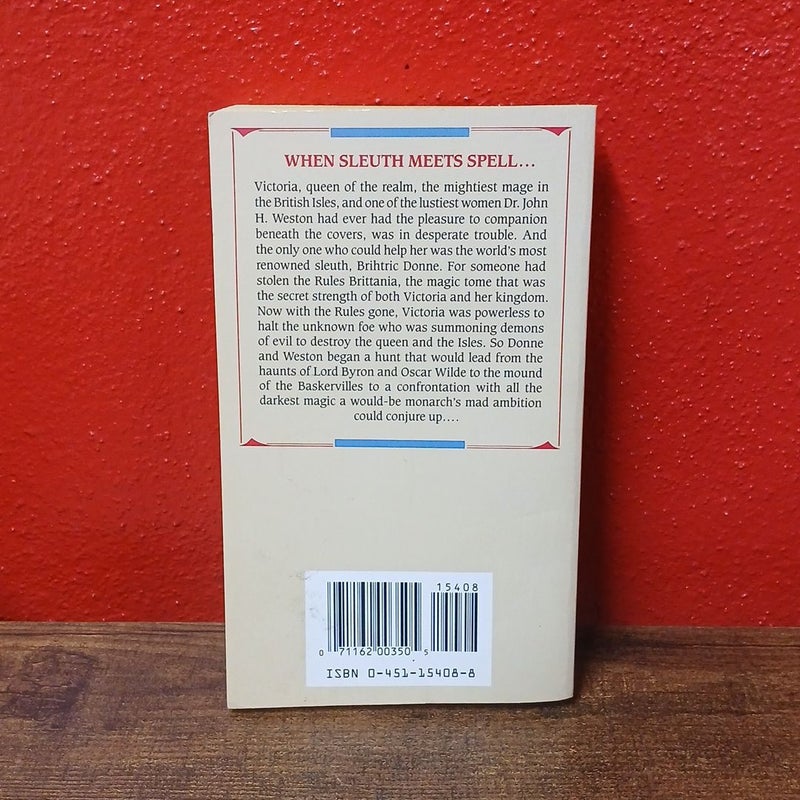 WHEN SLEUTH MEETS SPELL...
Victoria, queen of the realm, the mightiest mage in
the British Isles, and one of the lustiest women Dr. John
H. Weston had ever had the pleasure to companion
beneath the covers, was in desperate trouble. And
the only one who could help her was the world's most
renowned sleuth, Brihtric Donne. For someone had
stolen the Rules Brittania, the magic tome that was
the secret strength of both Victoria and her kingdom.
Now with the Rules gone, Victoria was powerless to
halt the unknown foe who was summoning demons
of evil to destroy the queen and the Isles. So Donne
and Weston began a hunt that would lead from the
haunts of Lord Byron and Oscar Wilde to the mound
of the Baskervilles to a confrontation with all the
darkest magic a would-be monarch's mad ambition
could conjure up....
15408
0 71162 00350 5
ISBN 0-451-15408-8